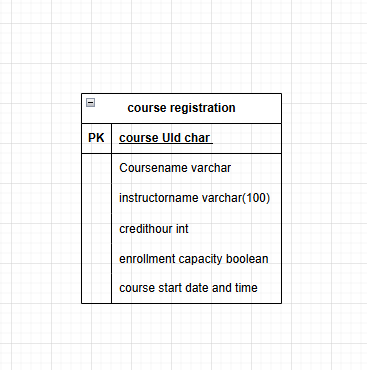 course registration
PK course UId char
Coursename varchar
instructorname varchar(100)
credithour int
enrollment capacity boolean
course start date and time